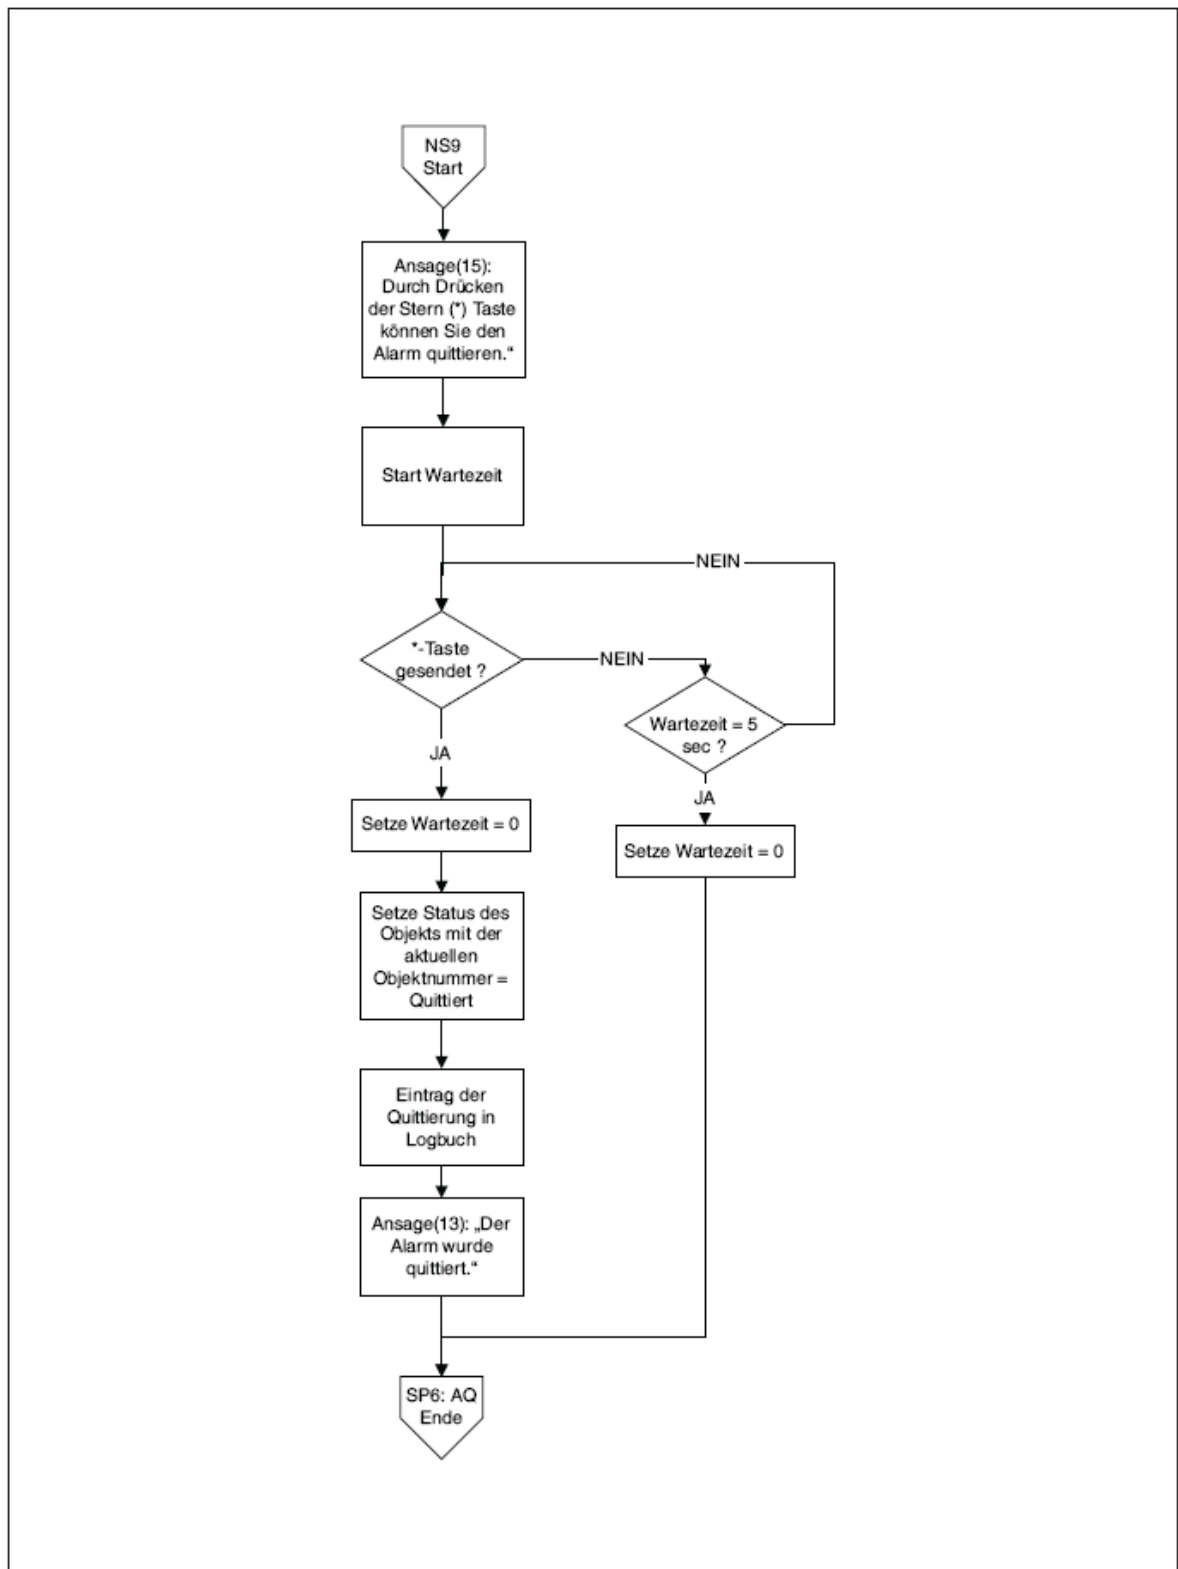 NS9
Start
Ansage(15):
Durch Drücken
der Stern (*) Taste
können Sie den
Alarm quittieren.“
Start Wartezeit
NEIN
*-Taste
gesendet ?
NEIN
Wartezeit = 5
sec ?
JA
JA
Setze Wartezeit = 0
Setze Wartezeit = 0
Setze Status des
Objekts mit der
aktuellen
Objektnummer =
Quittiert
Eintrag der
Quittierung in
Logbuch
Ansage(13): „Der
Alarm wurde
quittiert.“
SP6: AQ
Ende